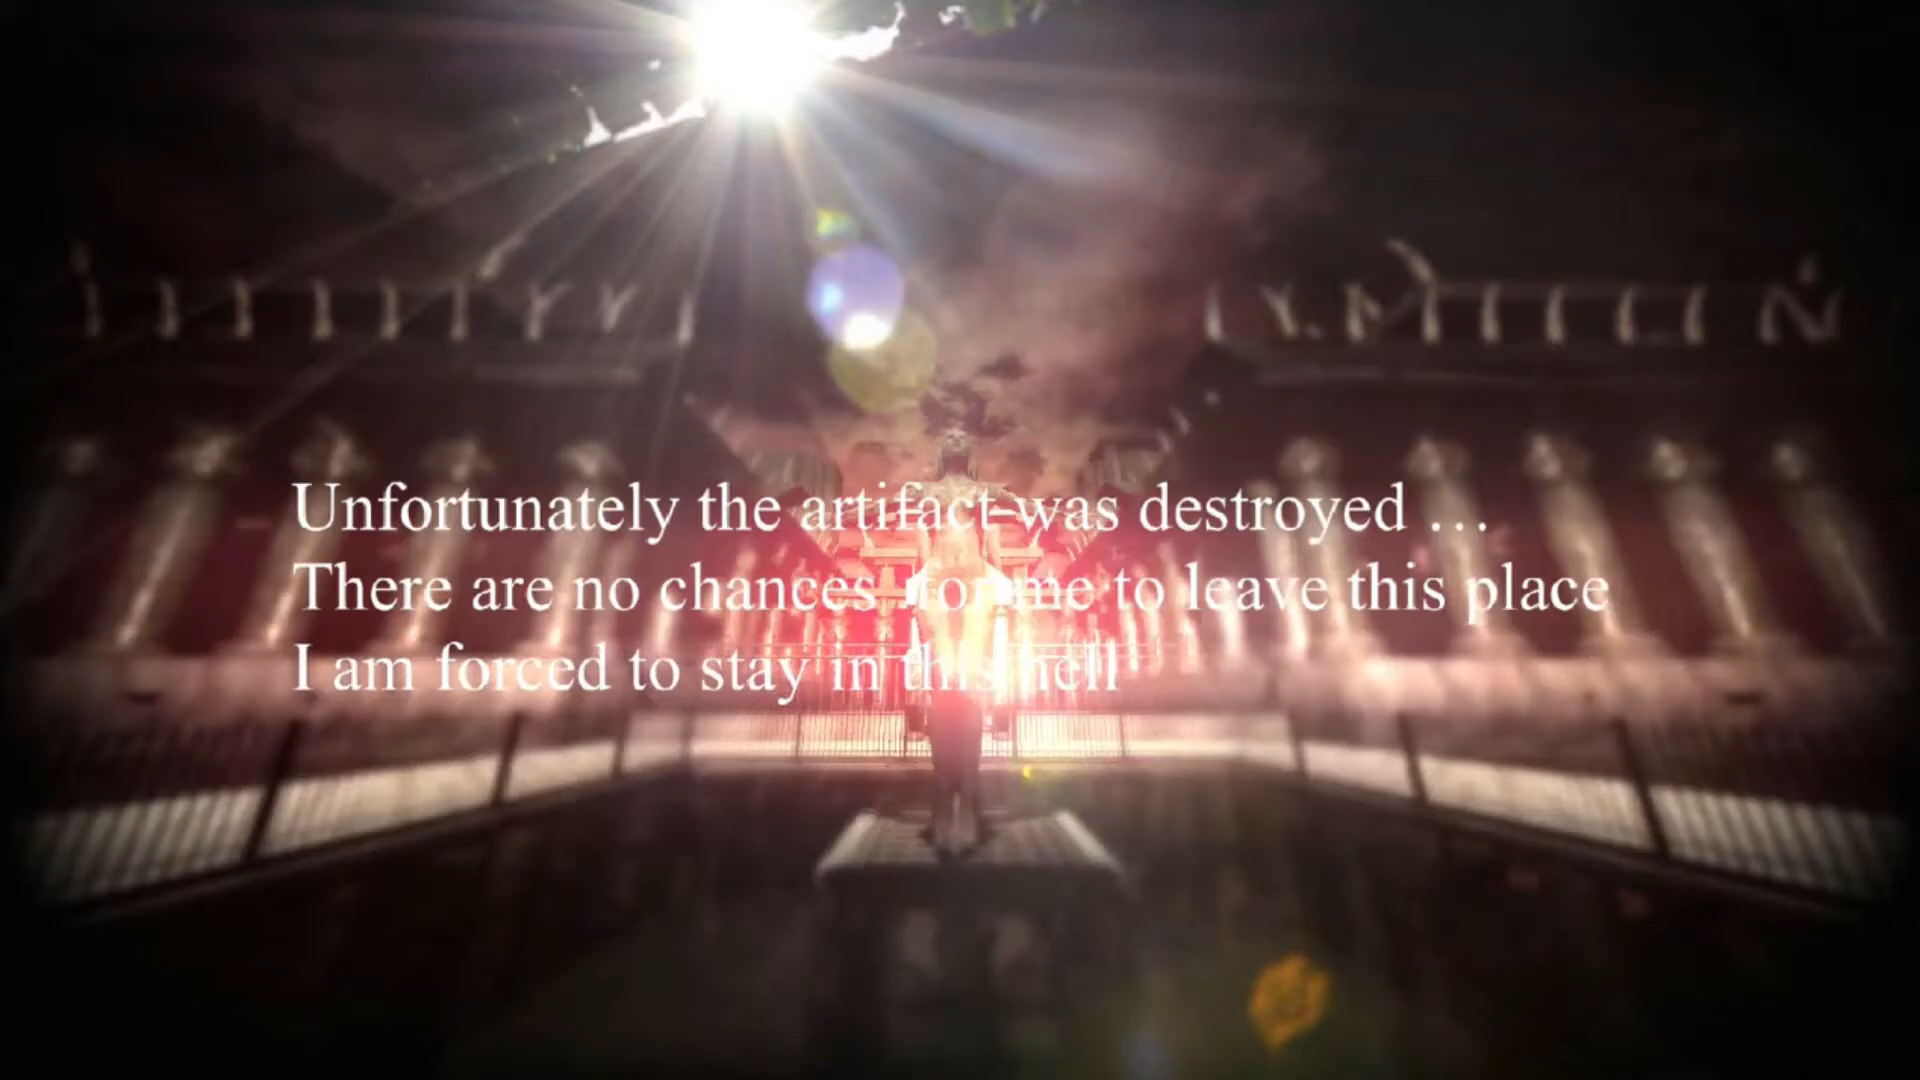 Unfortunately the artifact was destroyed …
There are no chances for me to leave this place
I am forced to stay in this hell